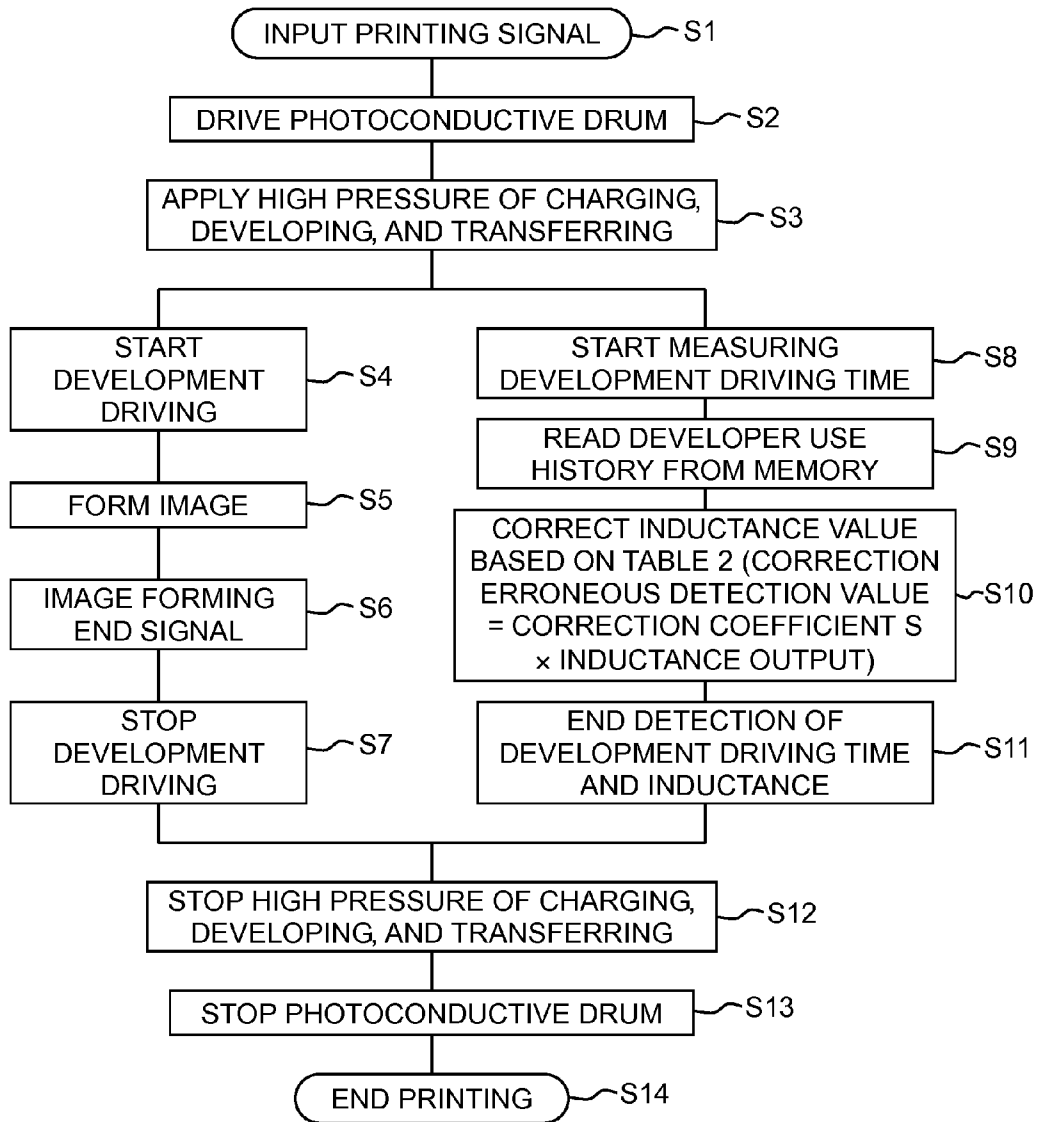 INPUT PRINTING SIGNAL
S1
DRIVE PHOTOCONDUCTIVE DRUM
S2
APPLY HIGH PRESSURE OF CHARGING,
DEVELOPING, AND TRANSFERRING
S3
START
DEVELOPMENT
DRIVING
S4
FORM IMAGE
S5
IMAGE FORMING
END SIGNAL
S6
STOP
DEVELOPMENT
DRIVING
S7
START MEASURING
DEVELOPMENT DRIVING TIME
S8
READ DEVELOPER USE
HISTORY FROM MEMORY
S9
CORRECT INDUCTANCE VALUE
BASED ON TABLE 2 (CORRECTION
ERRONEOUS DETECTION VALUE
= CORRECTION COEFFICIENT S
× INDUCTANCE OUTPUT)
S10
END DETECTION OF
DEVELOPMENT DRIVING TIME
AND INDUCTANCE
S11
STOP HIGH PRESSURE OF CHARGING,
DEVELOPING, AND TRANSFERRING
S12
STOP PHOTOCONDUCTIVE DRUM
S13
END PRINTING
S14